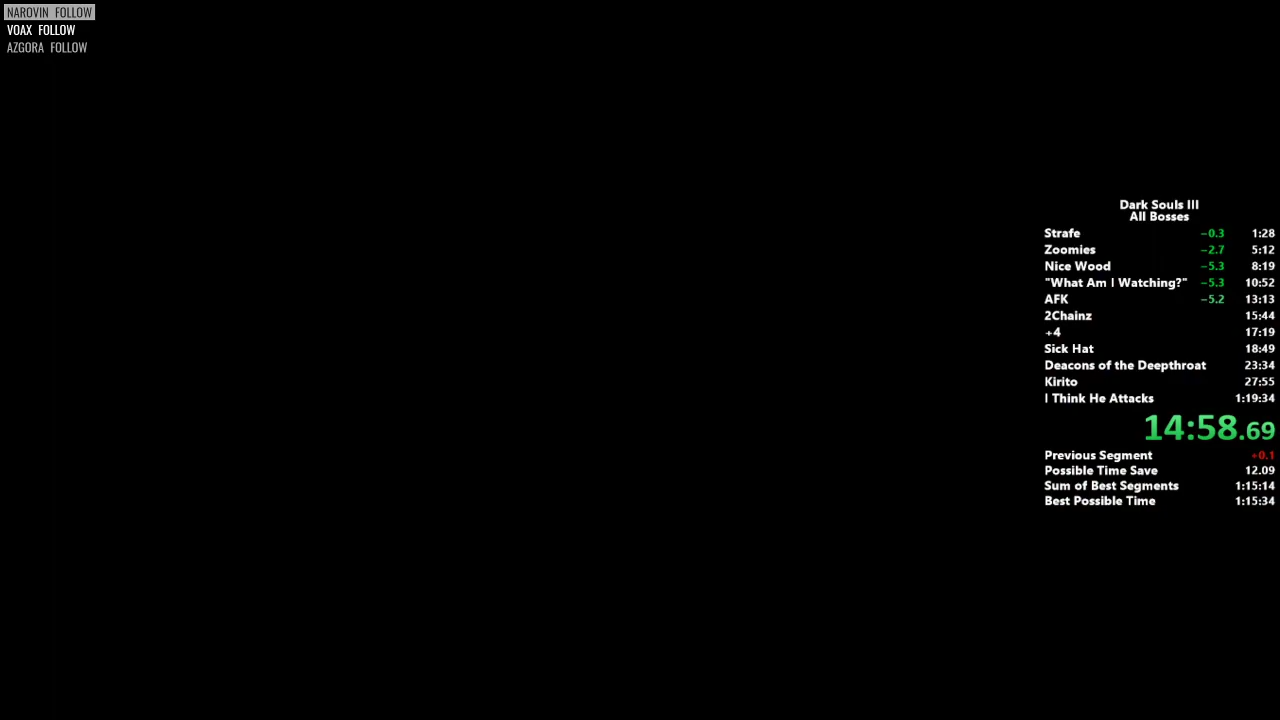 NAROVIN FOLLOW
VOAX FOLLOW
AZGORA FOLLOW
Dark Souls III
All Bosses
Strafe −0.3 1:28
Zoomies −2.7 5:12
Nice Wood −5.3 8:19
"What Am I Watching?" −5.3 10:52
AFK −5.2 13:13
2Chainz 15:44
+4 17:19
Sick Hat 18:49
Deacons of the Deepthroat 23:34
Kirito 27:55
I Think He Attacks 1:19:34
14:58.69
Previous Segment +0.1
Possible Time Save 12.09
Sum of Best Segments 1:15:14
Best Possible Time 1:15:34